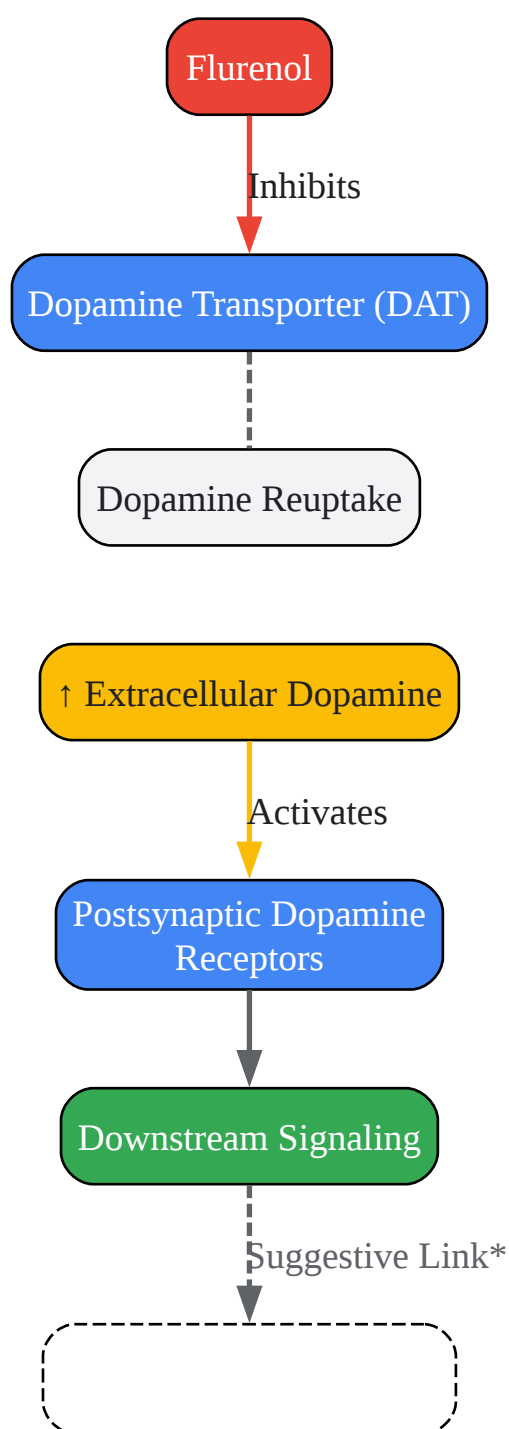 Flurenol
Inhibits
Dopamine Transporter (DAT)
Dopamine Reuptake
↑ Extracellular Dopamine
Activates
Postsynaptic Dopamine
Receptors
Downstream Signaling
Suggestive Link*